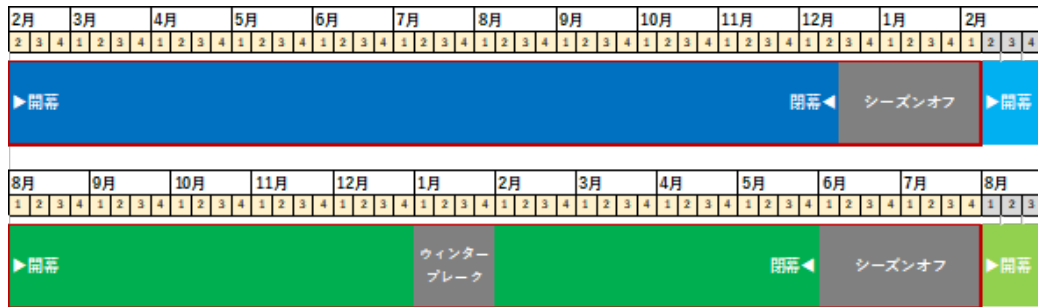 2月 3月 4月 5月 6月 7月 8月 9月 10月 11月 12月 1月 2月
2 3 4 1 2 3 4 1 2 3 4 1 2 3 4 1 2 3 4 1 2 3 4 1 2 3 4 1 2 3 4 1 2 3 4 1 2 3 4 1 2 3 4 1 2 3 4 1 2 3 4
▶開幕 閉幕◀ シーズンオフ ▶開幕
8月 9月 10月 11月 12月 1月 2月 3月 4月 5月 6月 7月 8月
1 2 3 4 1 2 3 4 1 2 3 4 1 2 3 4 1 2 3 4 1 2 3 4 1 2 3 4 1 2 3 4 1 2 3 4 1 2 3 4 1 2 3 4 1 2 3 4 1 2 3
▶開幕 ウィンター
ブレーク 閉幕◀ シーズンオフ ▶開幕